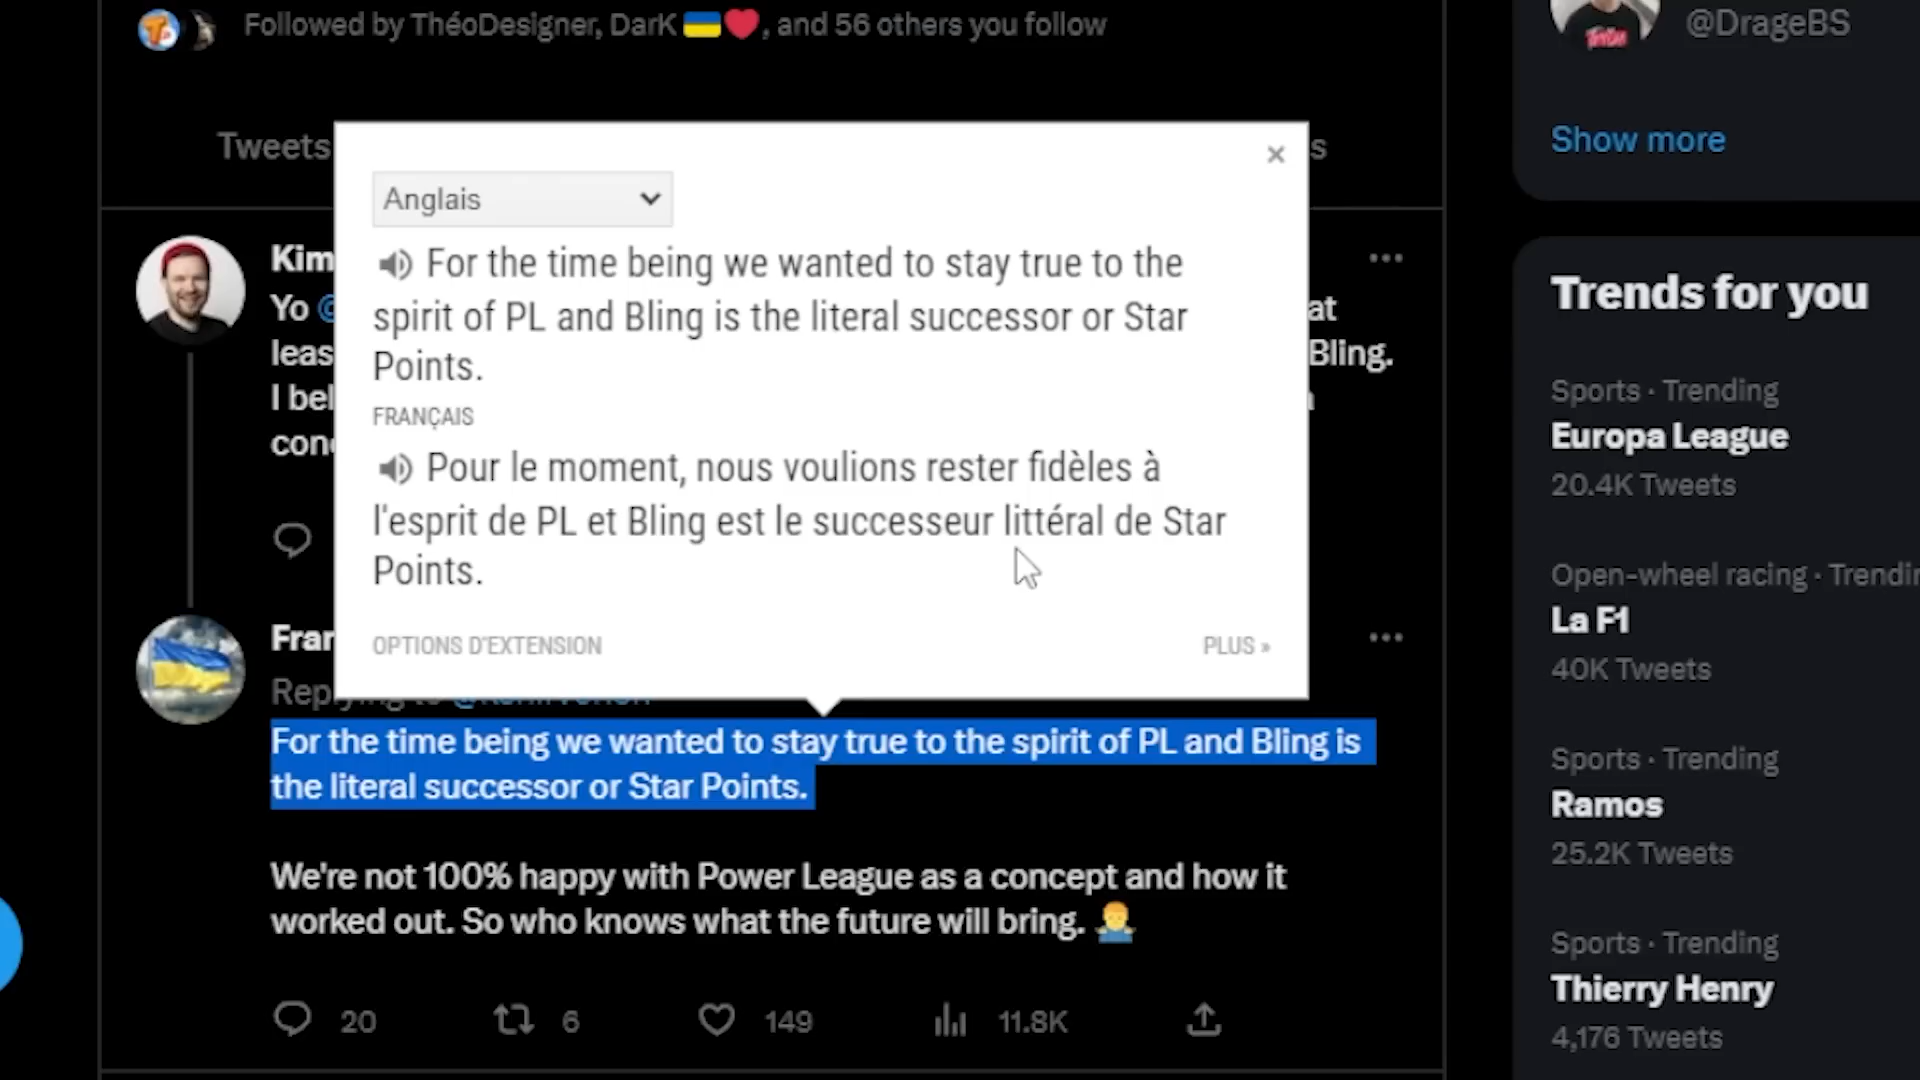 Followed by ThéoDesigner, DarK 🇺🇦❤️, and 56 others you follow
@DrageBS
Show more
Tweets
s
×
Anglais
For the time being we wanted to stay true to the
spirit of PL and Bling is the literal successor or Star
Points.
FRANÇAIS
Pour le moment, nous voulions rester fidèles à
l'esprit de PL et Bling est le successeur littéral de Star
Points.
OPTIONS D'EXTENSION
PLUS »
Kim
Yo @
at
leas
Bling.
I bel
Fran
For the time being we wanted to stay true to the spirit of PL and Bling is
the literal successor or Star Points.
We're not 100% happy with Power League as a concept and how it
worked out. So who knows what the future will bring. 🤷‍♂️
20
6
149
11.8K
Trends for you
Sports · Trending
Europa League
20.4K Tweets
Open-wheel racing · Trendin
La F1
40K Tweets
Sports · Trending
Ramos
25.2K Tweets
Sports · Trending
Thierry Henry
4,176 Tweets